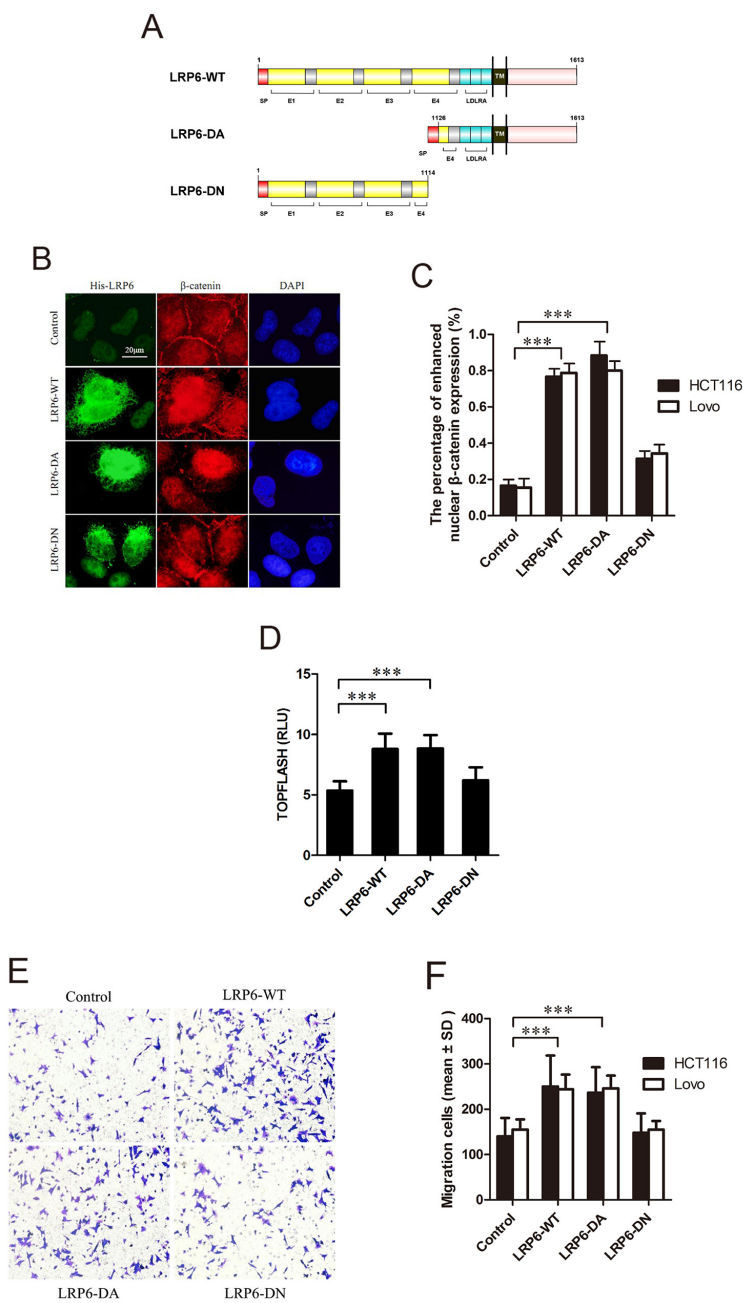 A
1 1613
LRP6-WT
TM
SP E1 E2 E3 E4 LDLRA
1126 1613
LRP6-DA
TM
SP E4 LDLRA
1 1114
LRP6-DN
SP E1 E2 E3 E4
B
His-LRP6 β-catenin DAPI
Control
20μm
LRP6-WT
LRP6-DA
LRP6-DN
C
The percentage of enhanced
nuclear β-catenin expression (%)
1.0
0.8
0.6
0.4
0.2
0.0
***
***
HCT116
Lovo
Control LRP6-WT LRP6-DA LRP6-DN
D
TOPFLASH (RLU)
15
10
5
0
***
***
Control LRP6-WT LRP6-DA LRP6-DN
E
Control LRP6-WT
LRP6-DA LRP6-DN
F
Migration cells (mean ± SD)
400
300
200
100
0
***
***
HCT116
Lovo
Control LRP6-WT LRP6-DA LRP6-DN